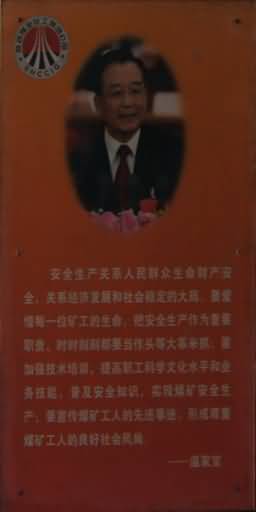 SHCCIG
安全生产关系人民群众生命财产安
全，关系经济发展和社会稳定的大局。要爱
惜每一位矿工的生命，把安全生产作为重要
职责，时时刻刻都要当作头等大事来抓；要
加强技术培训，提高职工科学文化水平和业
务技能，普及安全知识，实现煤矿安全生
产；要宣传煤矿工人的先进事迹，形成尊重
煤矿工人的良好社会风尚。
——温家宝